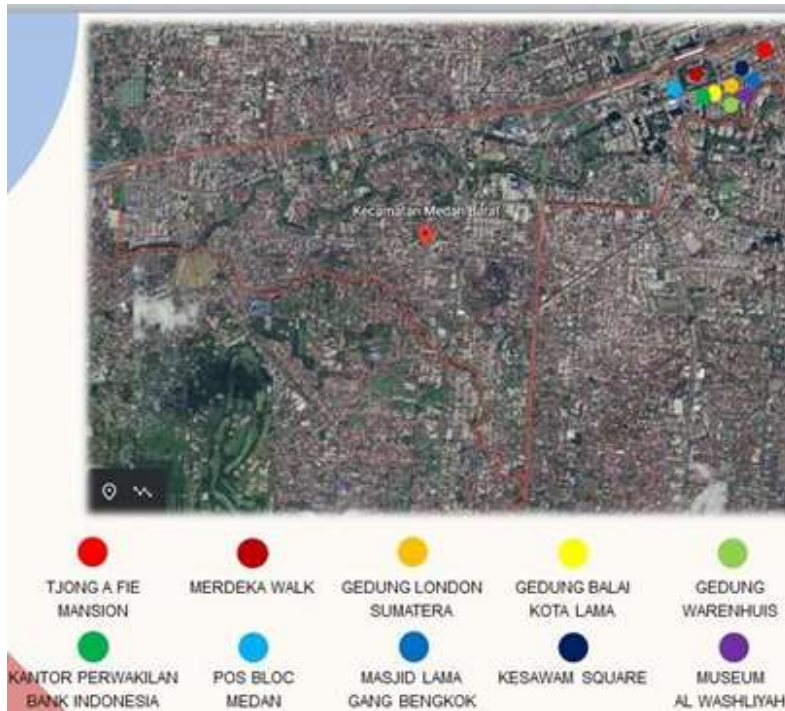 Kecamatan Medan Barat
TJONG A FIE
MANSION
MERDEKA WALK
GEDUNG LONDON
SUMATERA
GEDUNG BALAI
KOTA LAMA
GEDUNG
WARENHUIS
KANTOR PERWAKILAN
BANK INDONESIA
POS BLOC
MEDAN
MASJID LAMA
GANG BENGKOK
KESAWAM SQUARE
MUSEUM
AL WASHLIYAH